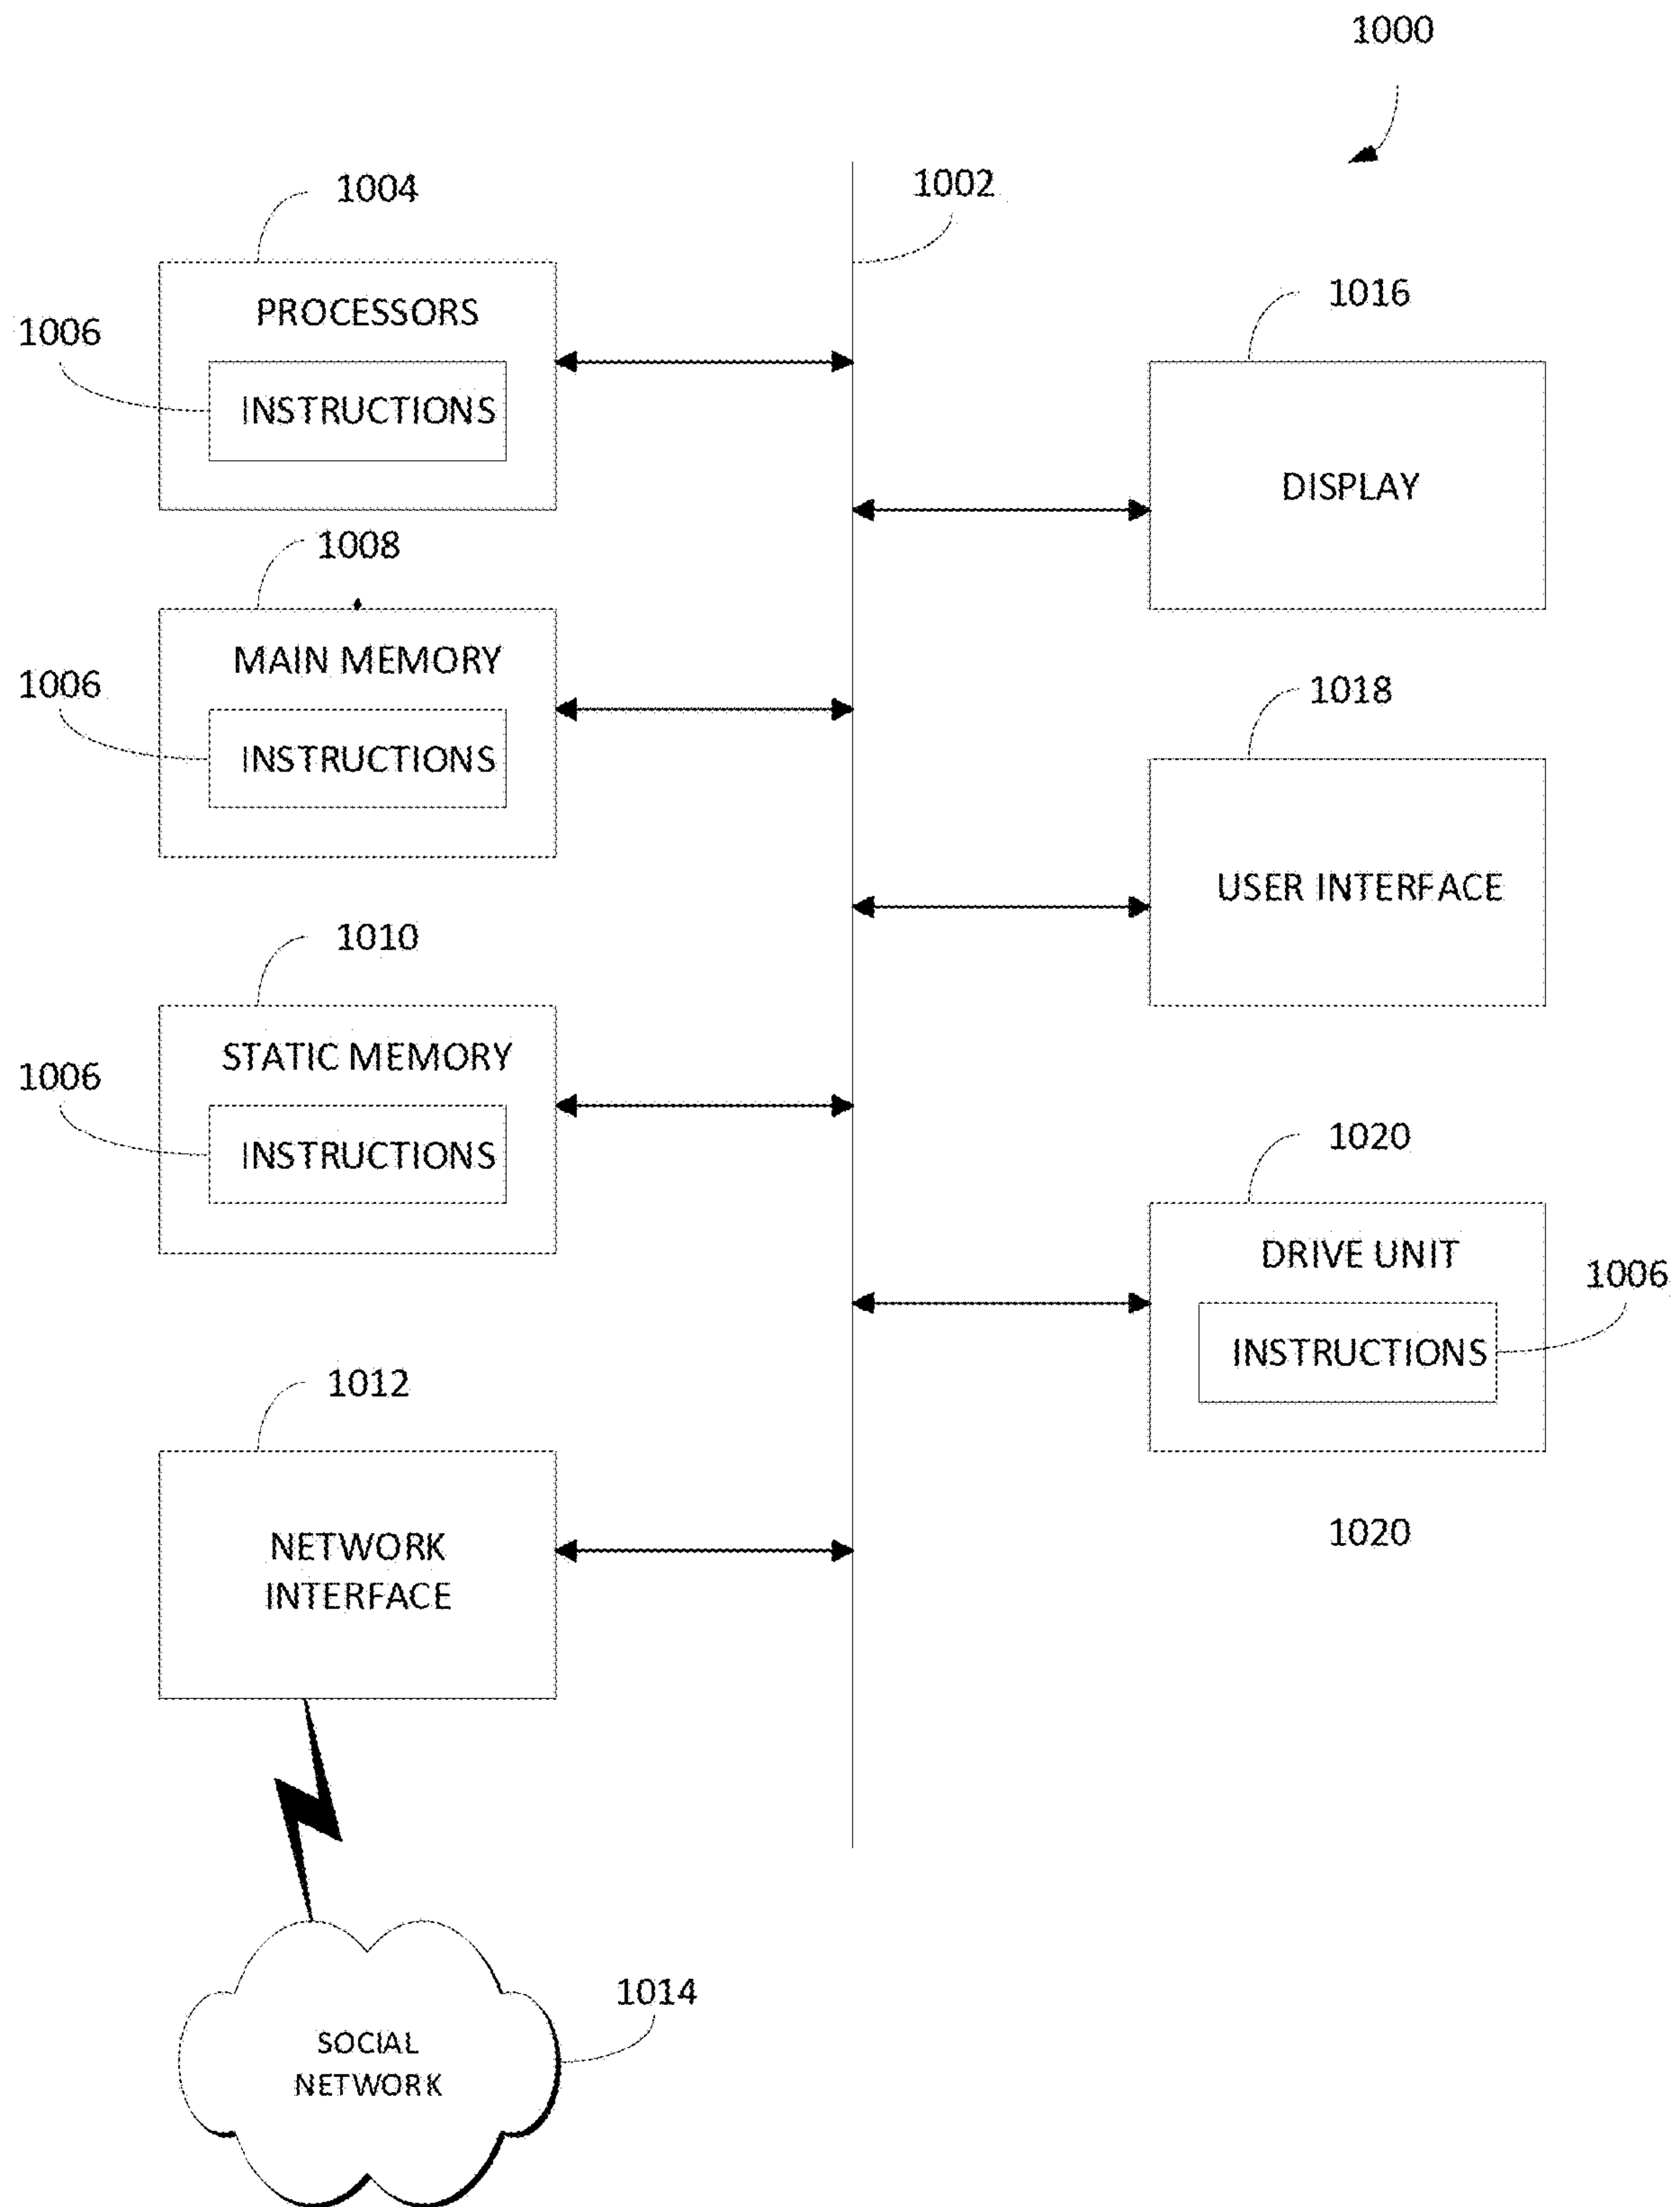 1000
1004
1002
PROCESSORS
1016
1006
INSTRUCTIONS
DISPLAY
1008
MAIN MEMORY
1006
1018
INSTRUCTIONS
USER INTERFACE
1010
STATIC MEMORY
1006
1020
INSTRUCTIONS
DRIVE UNIT
1006
INSTRUCTIONS
1012
1020
NETWORK
INTERFACE
1014
SOCIAL
NETWORK